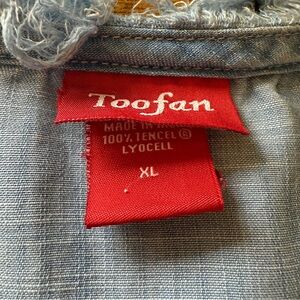 Toofan
MADE IN
100% TENCEL®
LYOCELL
XL